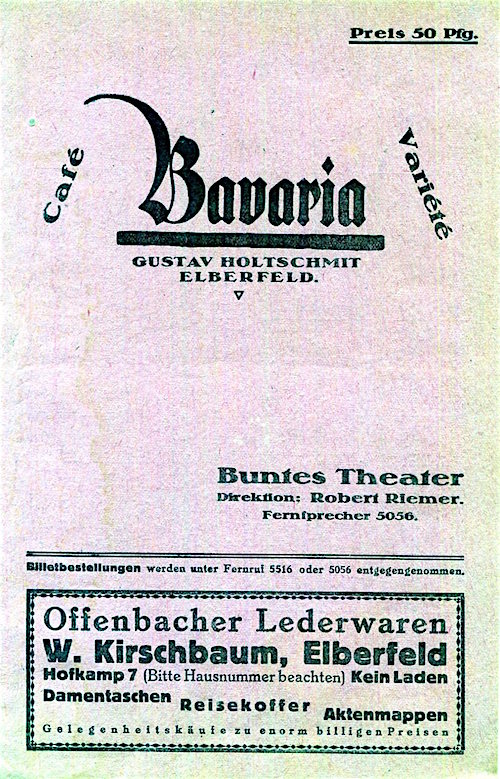 Preis 50 Pfg.
Café
Bavaria
Variété
GUSTAV HOLTSCHMIT
ELBERFELD.
Buntes Theater
Direktion: Robert Riemer.
Fernsprecher 5056.
Billetbestellungen werden unter Fernruf 5516 oder 5056 entgegengenommen.
Offenbacher Lederwaren
W. Kirschbaum, Elberfeld
Hofkamp 7 (Bitte Hausnummer beachten) Kein Laden
Damentaschen Reisekoffer Aktenmappen
Gelegenheitskäufe zu enorm billigen Preisen